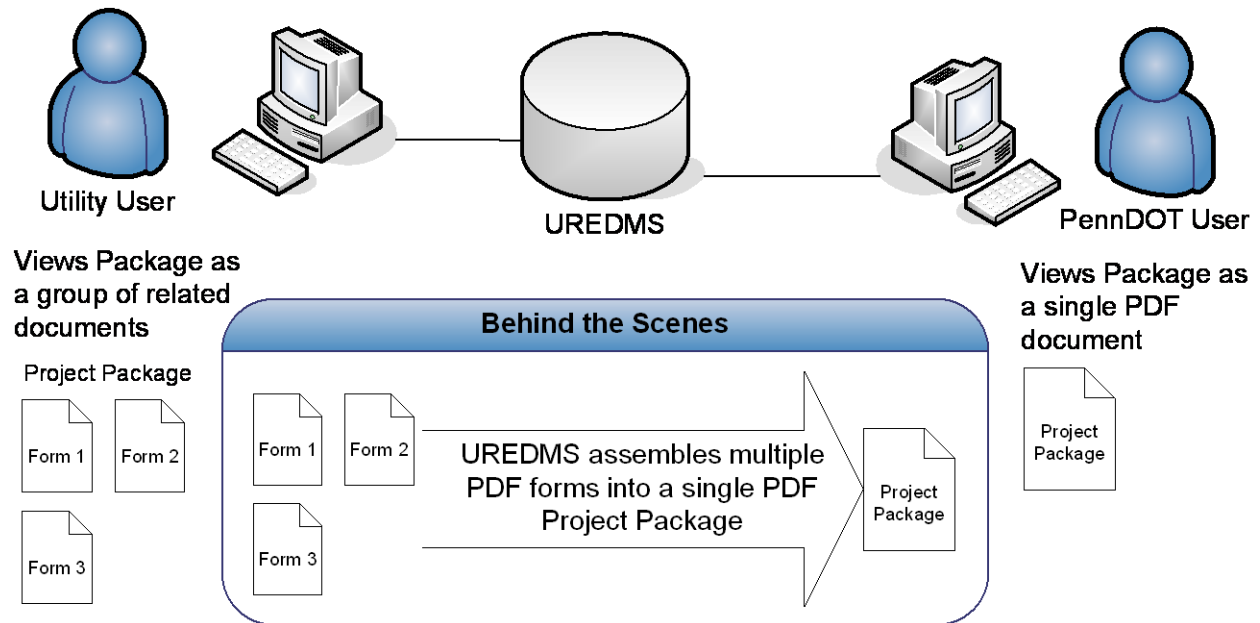 Utility User
UREDMS
PennDOT User
Views Package as
a group of related
documents
Project Package
Form 1
Form 2
Form 3
Behind the Scenes
Form 1
Form 2
Form 3
UREDMS assembles multiple
PDF forms into a single PDF
Project Package
Project
Package
Views Package as
a single PDF
document
Project
Package